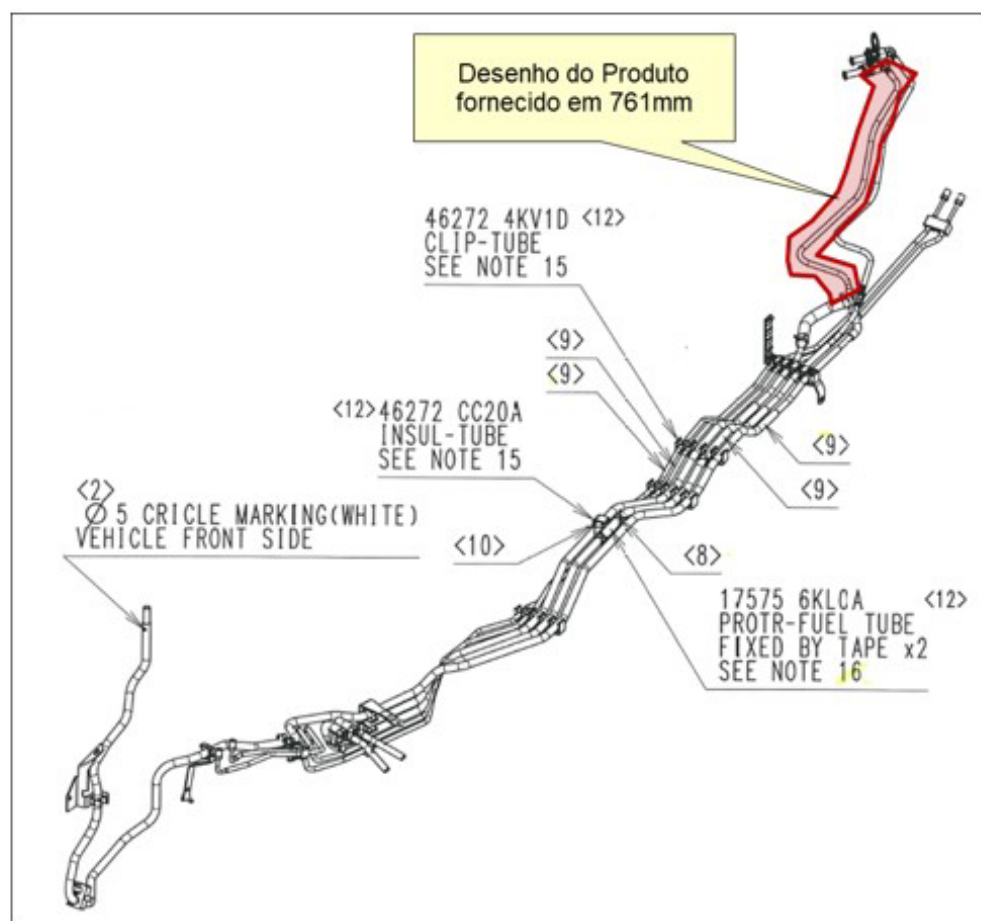 Desenho do Produto
fornecido em 761mm
46272 4KV1D <12>
CLIP-TUBE
SEE NOTE 15
<9>
<9>
<12> 46272 CC20A
INSUL-TUBE
SEE NOTE 15
<9>
<9>
<2>
Ø 5 CRICLE MARKING(WHITE)
VEHICLE FRONT SIDE
<10>
<8>
17575 6KLCA <12>
PROTR-FUEL TUBE
FIXED BY TAPE x2
SEE NOTE 16